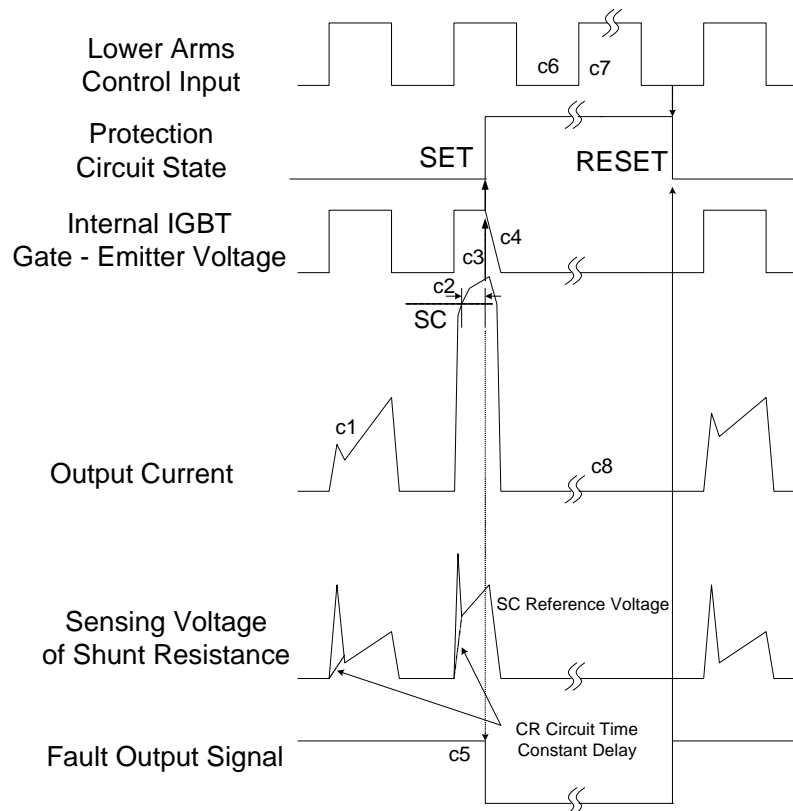 Lower Arms
Control Input
c6
c7
Protection
Circuit State
SET
RESET
Internal IGBT
Gate - Emitter Voltage
c4
c3
c2
SC
c1
Output Current
c8
SC Reference Voltage
Sensing Voltage
of Shunt Resistance
CR Circuit Time
Constant Delay
Fault Output Signal
c5